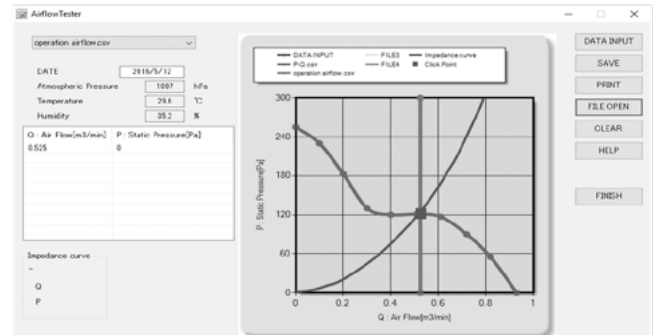 AirflowTester
operation airflow.csv
DATE 2016/5/12
Atmospheric Pressure 1007 hPa
Temperature 29.6 °C
Humidity 35.2 %
Q : Air Flow[m3/min] P : Static Pressure[Pa]
0.525 0
Impedance curve
-
Q
P
DATA INPUT FILE3 Impedance curve
P-Q.csv FILE4 Click Point
operation airflow.csv
P : Static Pressure[Pa]
300
240
180
120
60
0
0 0.2 0.4 0.6 0.8 1
Q : Air Flow[m3/min]
DATA INPUT
SAVE
PRINT
FILE OPEN
CLEAR
HELP
FINISH